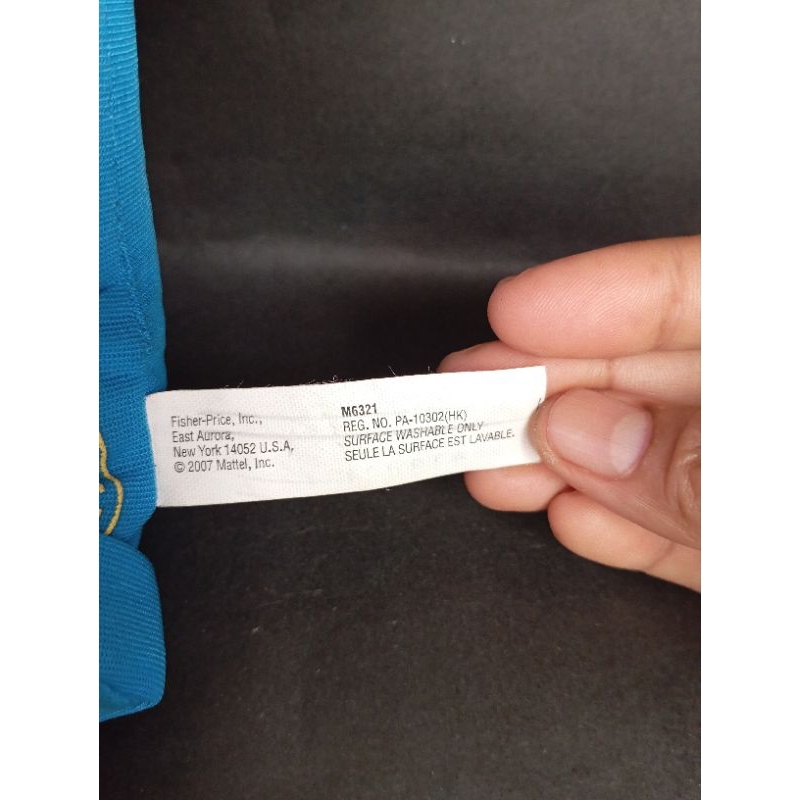 Fisher-Price, Inc.,
East Aurora,
New York 14052 U.S.A.
© 2007 Mattel, Inc.
M6321
REG. NO. PA-10302(HK)
SURFACE WASHABLE ONLY
SEULE LA SURFACE EST LAVABLE.